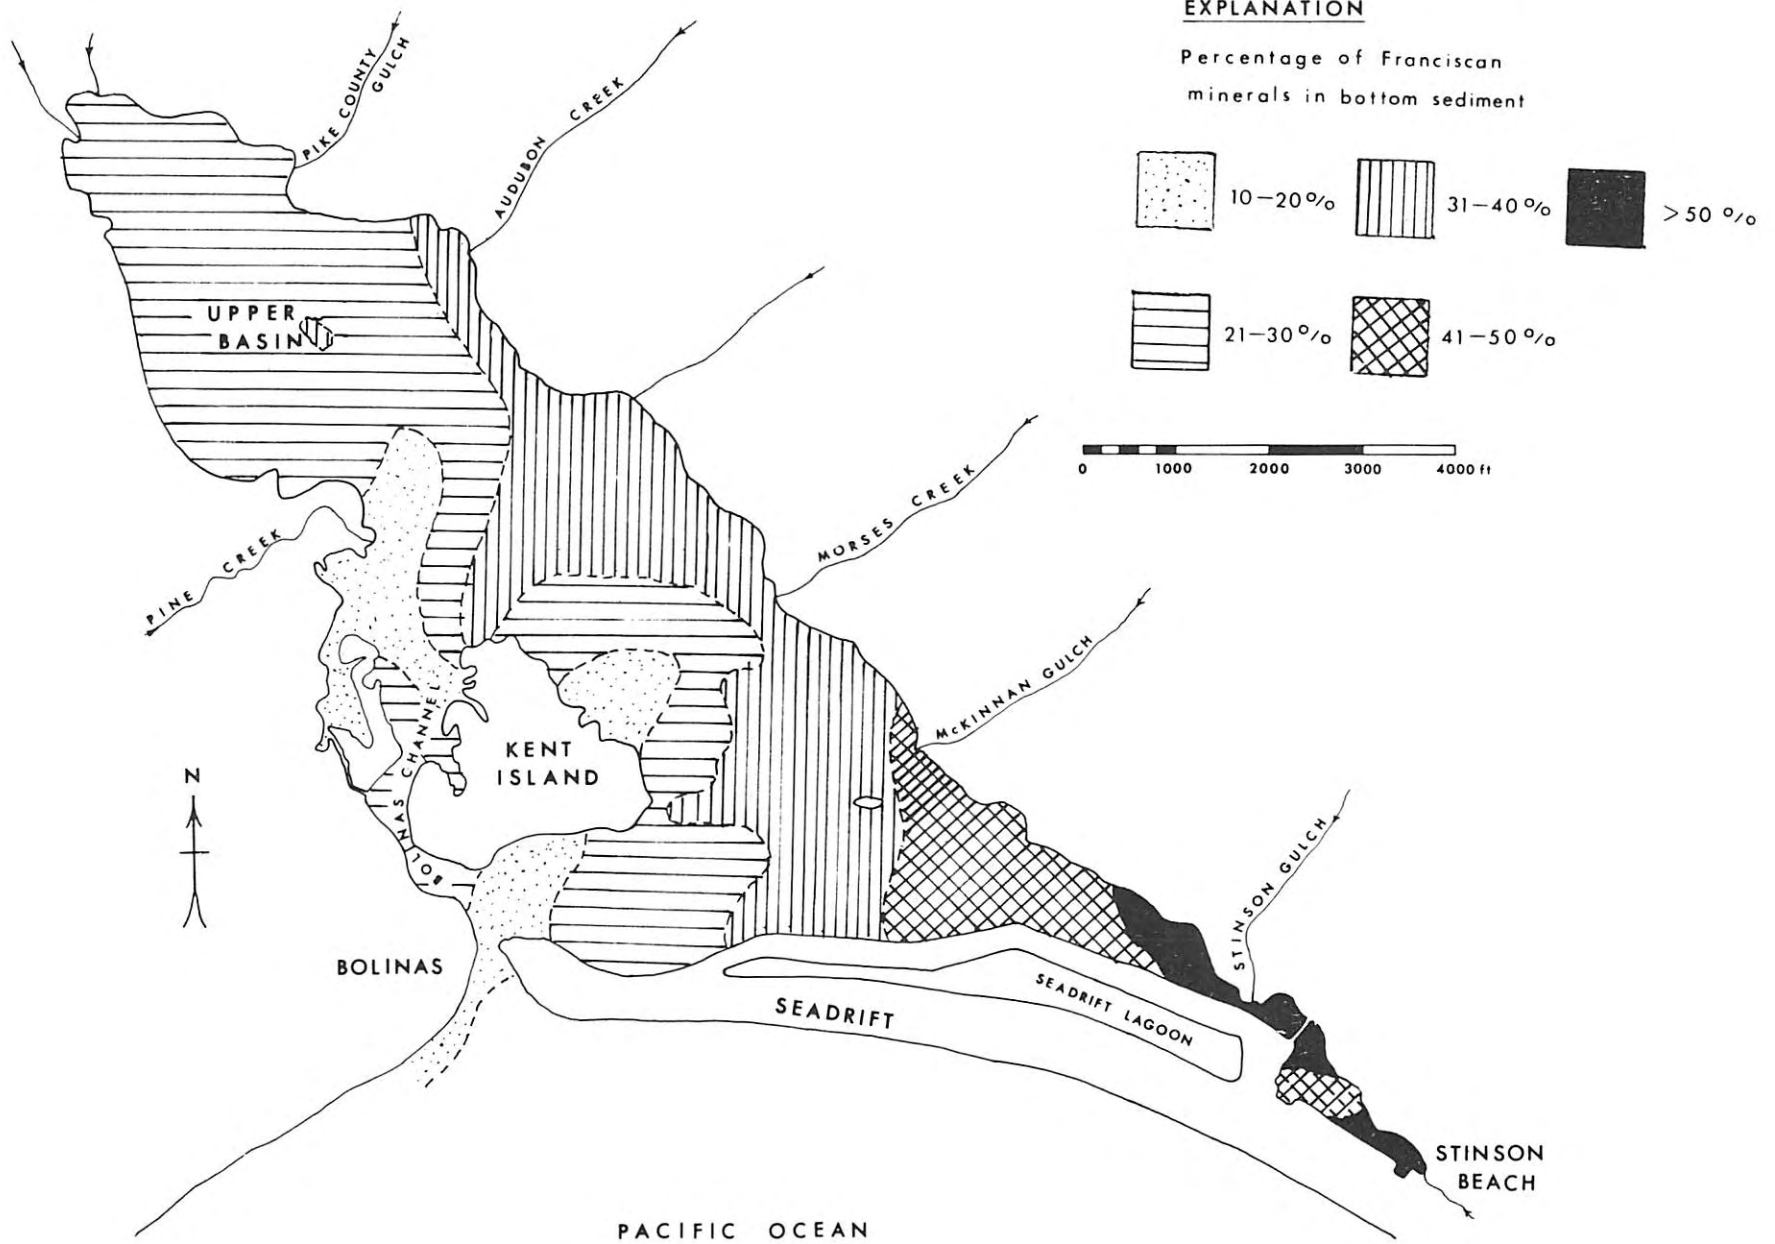 EXPLANATION
Percentage of Franciscan
minerals in bottom sediment
10–20%
31–40%
>50 %
21–30%
41–50%
0 1000 2000 3000 4000 ft
PIKE COUNTY
GULCH
AUDUBON CREEK
UPPER
BASIN
PINE CREEK
MORSES CREEK
McKINNAN GULCH
STINSON GULCH
KENT
ISLAND
BOLINAS CHANNEL
N
BOLINAS
SEADRIFT
SEADRIFT LAGOON
STINSON
BEACH
PACIFIC OCEAN